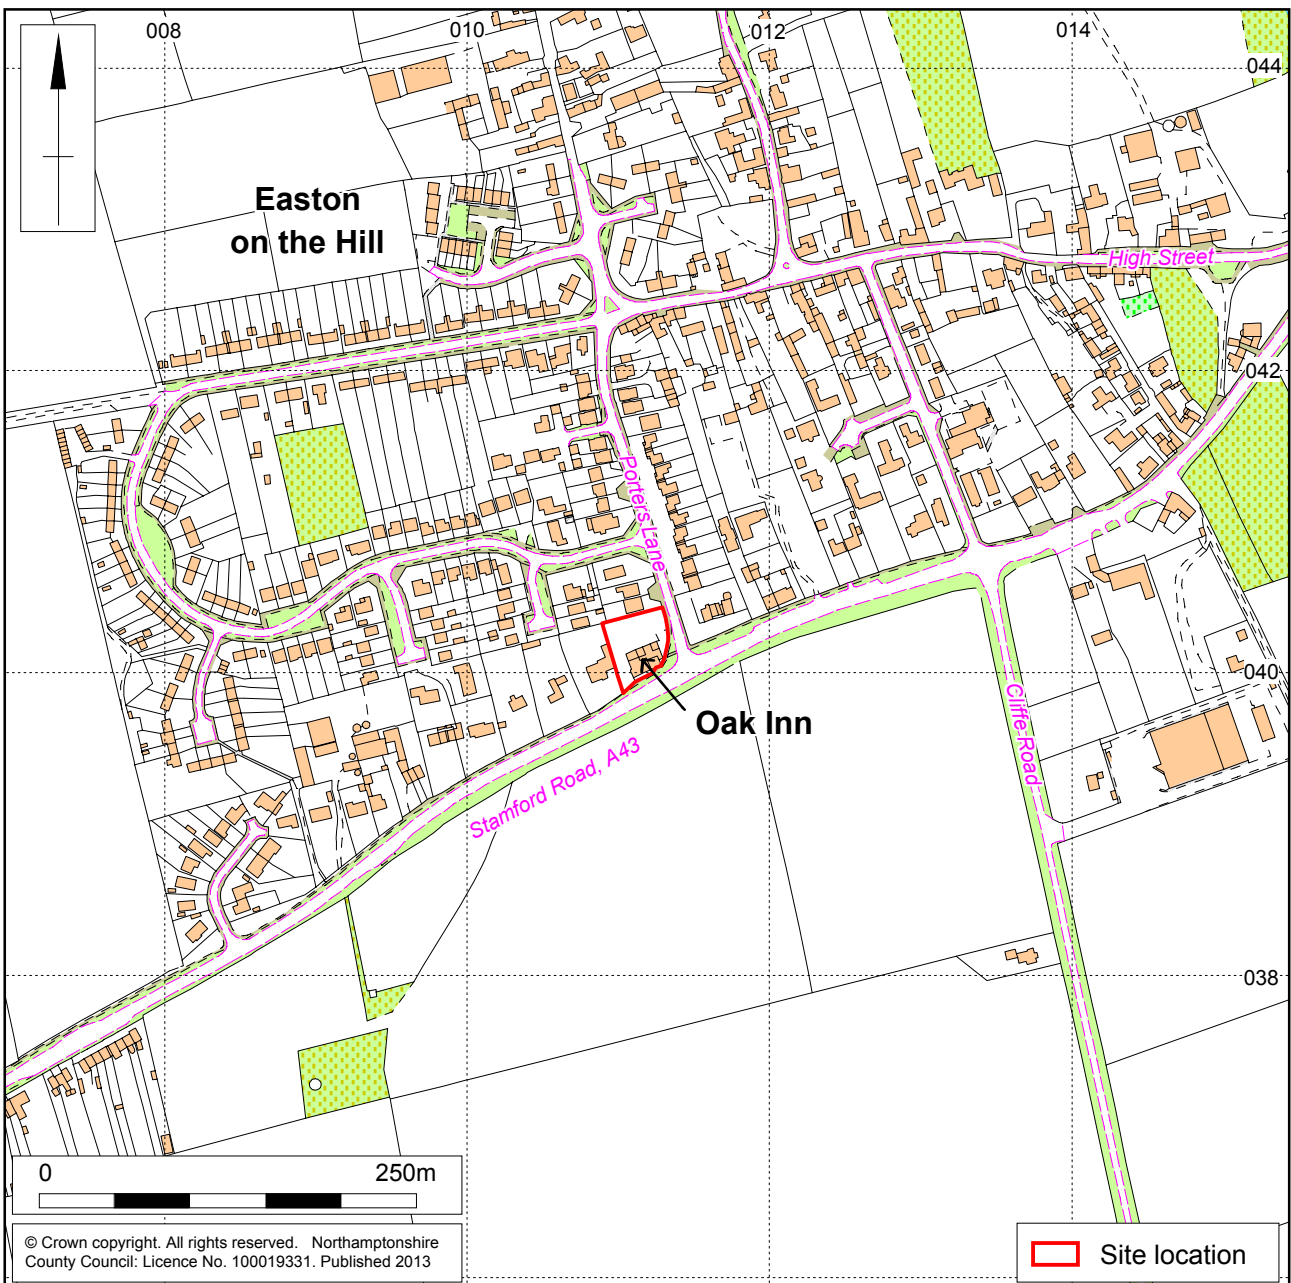 008
010
012
014
044
Easton
on the Hill
High Street
042
Porters Lane
040
Oak Inn
Cliffe Road
Stamford Road, A43
038
0
250m
© Crown copyright. All rights reserved. Northamptonshire
County Council: Licence No. 100019331. Published 2013
Site location